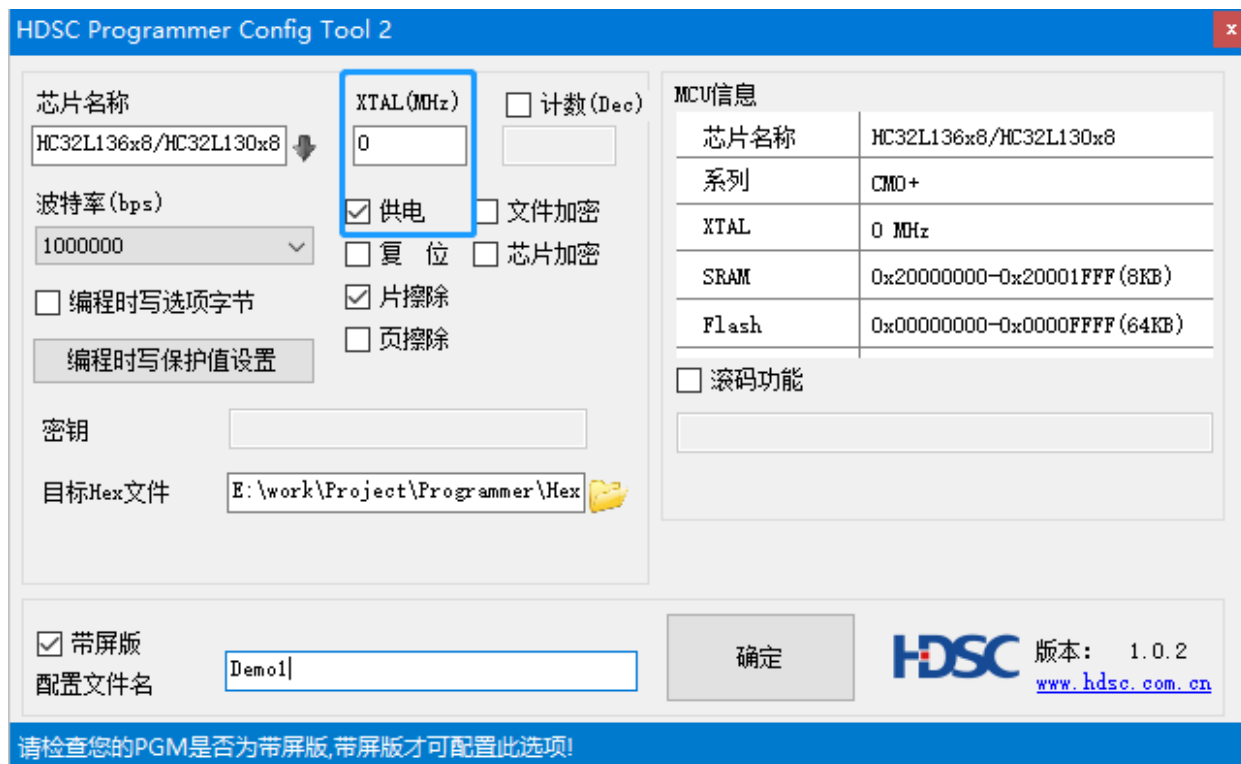 HDSC Programmer Config Tool 2
x
芯片名称
HC32L136x8/HC32L130x8
XTAL(MHz)
0
计数(Dec)
波特率(bps)
1000000
供电
文件加密
复 位
芯片加密
编程时写选项字节
片擦除
页擦除
编程时写保护值设置
密钥
目标Hex文件
E:\work\Project\Programmer\Hex
MCU信息
芯片名称 HC32L136x8/HC32L130x8
系列 CM0+
XTAL 0 MHz
SRAM 0x20000000-0x20001FFF(8KB)
Flash 0x00000000-0x0000FFFF(64KB)
滚码功能
带屏版
配置文件名
Demo1
确定
HDSC
版本: 1.0.2
www.hdsc.com.cn
请检查您的PGM是否为带屏版,带屏版才可配置此选项!